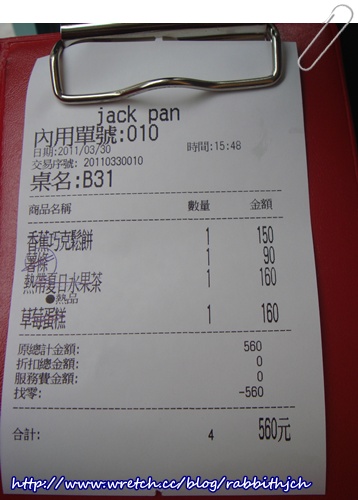 jack pan
內用單號:010
日期:2011/03/30 時間:15:48
交易序號: 20110330010
桌名:B31
商品名稱 數量 金額
香蕉巧克鬆餅 1 150
薯條 1 90
熱帶夏日水果茶 1 160
●熱品
草莓蛋糕 1 160
原總計金額: 560
折扣總金額: 0
服務費金額: 0
找零: -560
合計: 4 560元
http://www.wretch.cc/blog/rabbithjch